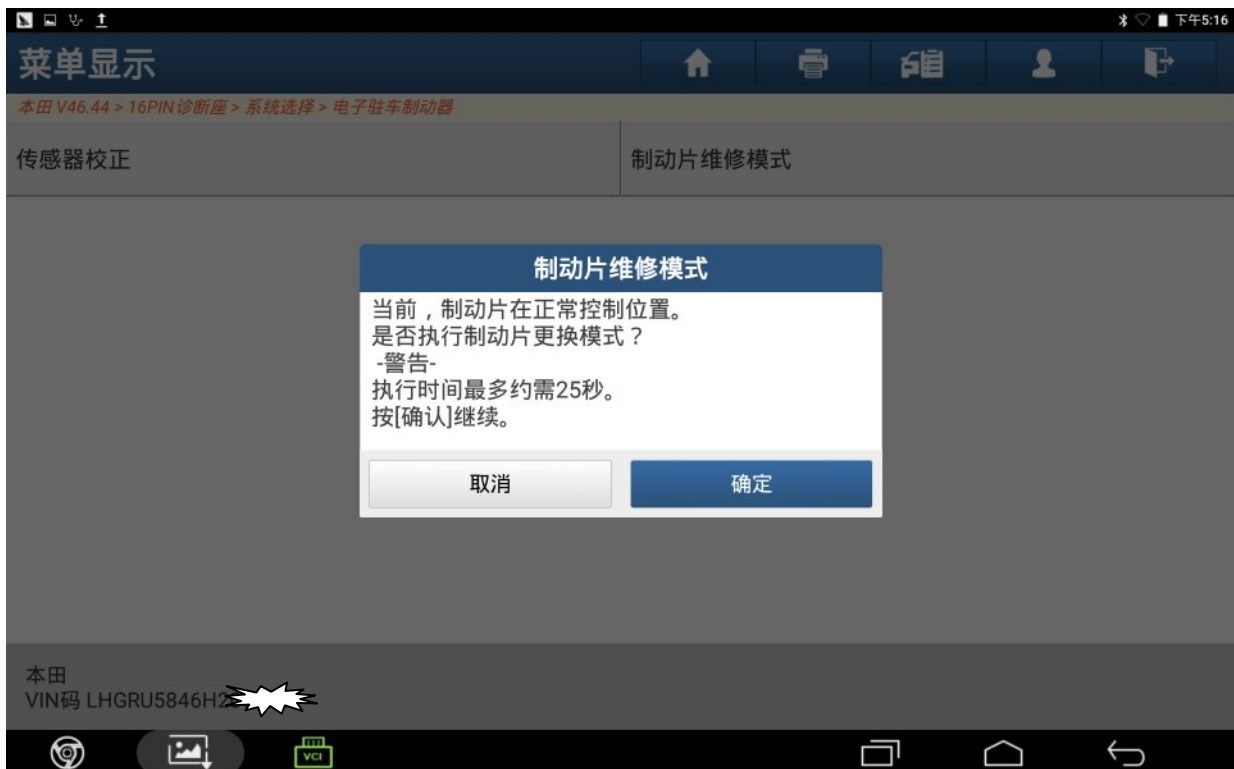 下午5:16
菜单显示
本田 V46.44 > 16PIN诊断座 > 系统选择 > 电子驻车制动器
传感器校正
制动片维修模式
制动片维修模式
当前，制动片在正常控制位置。
是否执行制动片更换模式？
-警告-
执行时间最多约需25秒。
按[确认]继续。
取消
确定
本田
VIN码 LHGRU5846H2
VCI